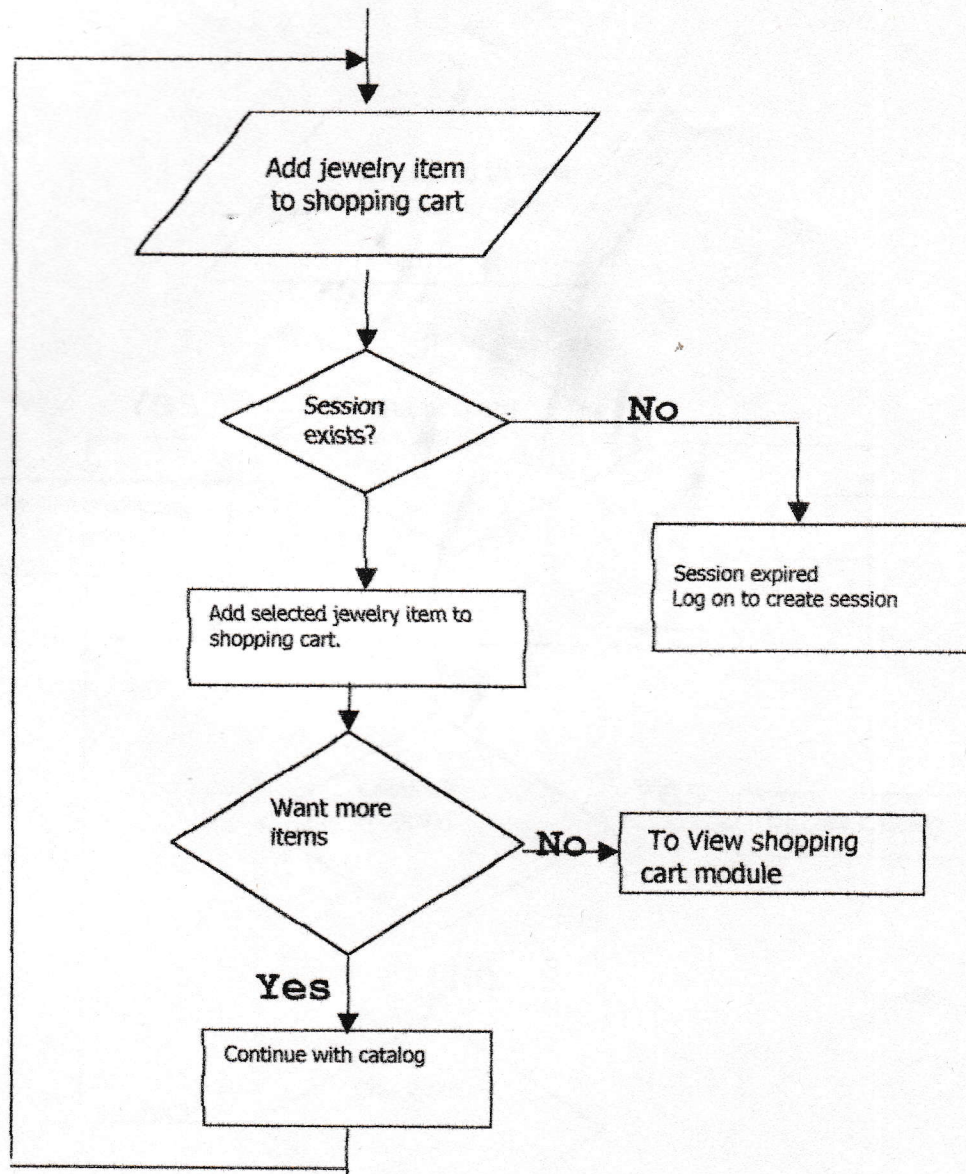 Add jewelry item
to shopping cart
Session
exists?
No
Session expired
Log on to create session
Add selected jewelry item to
shopping cart.
Want more
items
No
To View shopping
cart module
Yes
Continue with catalog